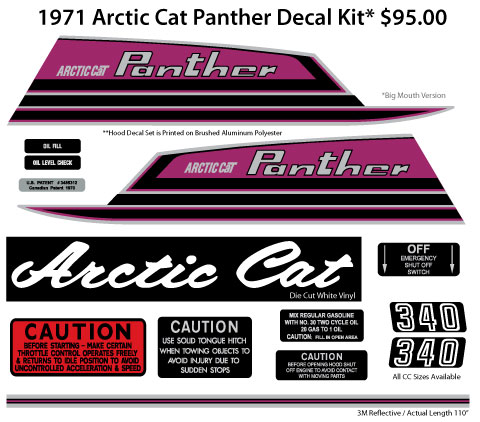 1971 Arctic Cat Panther Decal Kit* $95.00
ARCTIC CAT Panther
*Big Mouth Version
**Hood Decal Set is Printed on Brushed Aluminum Polyester
OIL FILL
OIL LEVEL CHECK
U.S. PATENT #
Canadian Patent 1970
ARCTIC CAT Panther
Arctic Cat
Die Cut White Vinyl
OFF
EMERGENCY
SHUT OFF
SWITCH
CAUTION
BEFORE STARTING - MAKE CERTAIN
THROTTLE CONTROL OPERATES FREELY
& RETURNS TO IDLE POSITION TO AVOID
UNCONTROLLED ACCELERATION & SPEED
CAUTION
USE SOLID TONGUE HITCH
WHEN TOWING OBJECTS TO
AVOID INJURY DUE TO
SUDDEN STOPS
MIX REGULAR GASOLINE
WITH NO. 30 TWO CYCLE OIL
20 GAS TO 1 OIL
CAUTION. FILL IN OPEN AREA
CAUTION
BEFORE OPENING HOOD SHUT
OFF ENGINE TO AVOID CONTACT
WITH MOVING PARTS
340
340
All CC Sizes Available
3M Reflective / Actual Length 110"